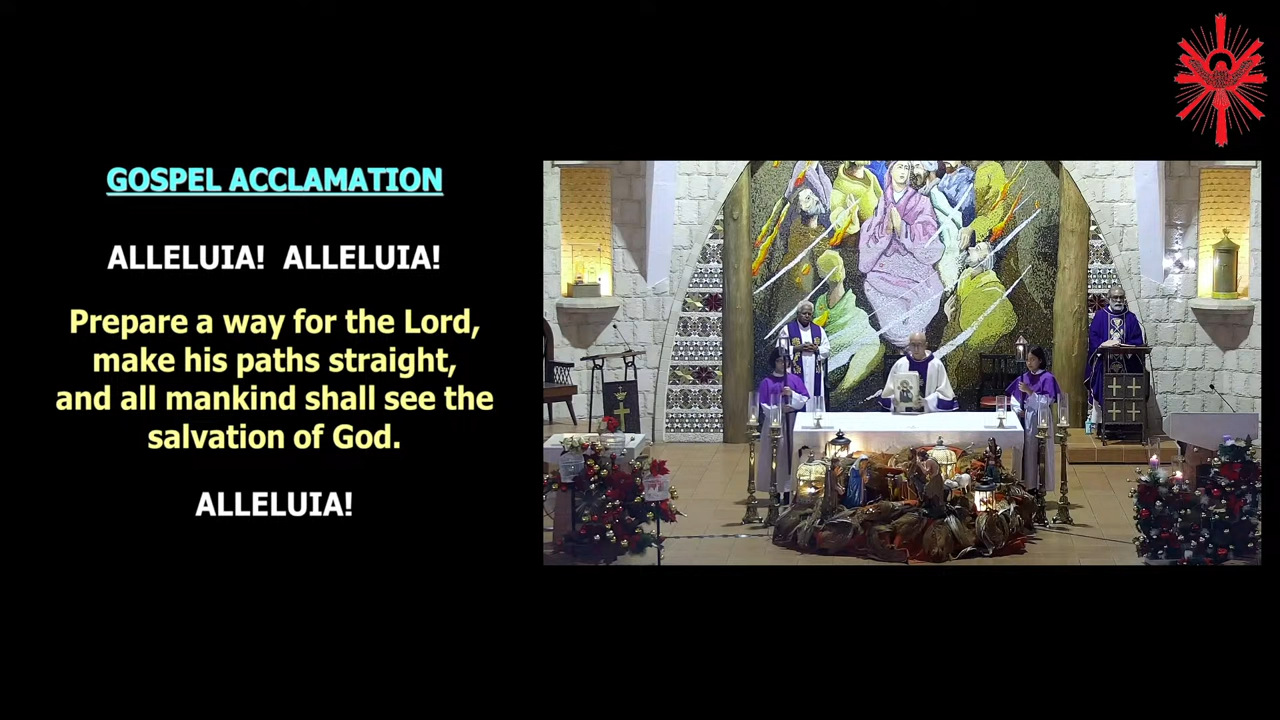 GOSPEL ACCLAMATION
ALLELUIA! ALLELUIA!
Prepare a way for the Lord,
make his paths straight,
and all mankind shall see the
salvation of God.
ALLELUIA!